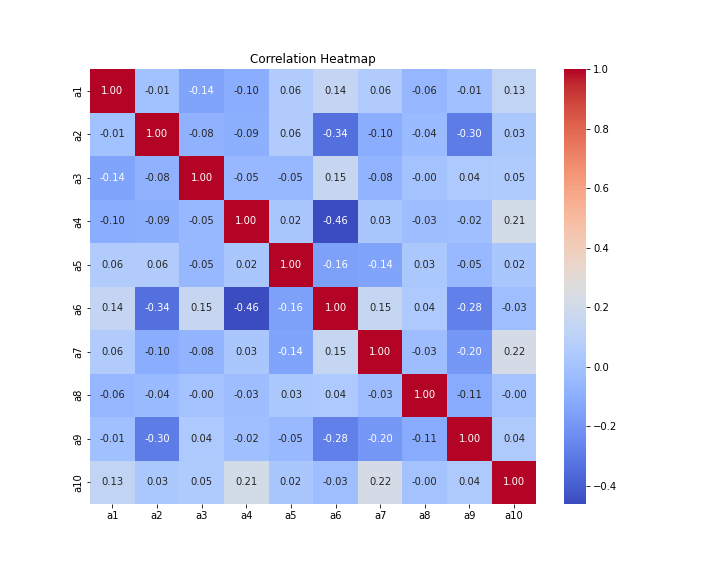 Correlation Heatmap
a1 1.00 -0.01 -0.14 -0.10 0.06 0.14 0.06 -0.06 -0.01 0.13
a2 -0.01 1.00 -0.08 -0.09 0.06 -0.34 -0.10 -0.04 -0.30 0.03
a3 -0.14 -0.08 1.00 -0.05 -0.05 0.15 -0.08 -0.00 0.04 0.05
a4 -0.10 -0.09 -0.05 1.00 0.02 -0.46 0.03 -0.03 -0.02 0.21
a5 0.06 0.06 -0.05 0.02 1.00 -0.16 -0.14 0.03 -0.05 0.02
a6 0.14 -0.34 0.15 -0.46 -0.16 1.00 0.15 0.04 -0.28 -0.03
a7 0.06 -0.10 -0.08 0.03 -0.14 0.15 1.00 -0.03 -0.20 0.22
a8 -0.06 -0.04 -0.00 -0.03 0.03 0.04 -0.03 1.00 -0.11 -0.00
a9 -0.01 -0.30 0.04 -0.02 -0.05 -0.28 -0.20 -0.11 1.00 0.04
a10 0.13 0.03 0.05 0.21 0.02 -0.03 0.22 -0.00 0.04 1.00
a1 a2 a3 a4 a5 a6 a7 a8 a9 a10
1.0
0.8
0.6
0.4
0.2
0.0
−0.2
−0.4